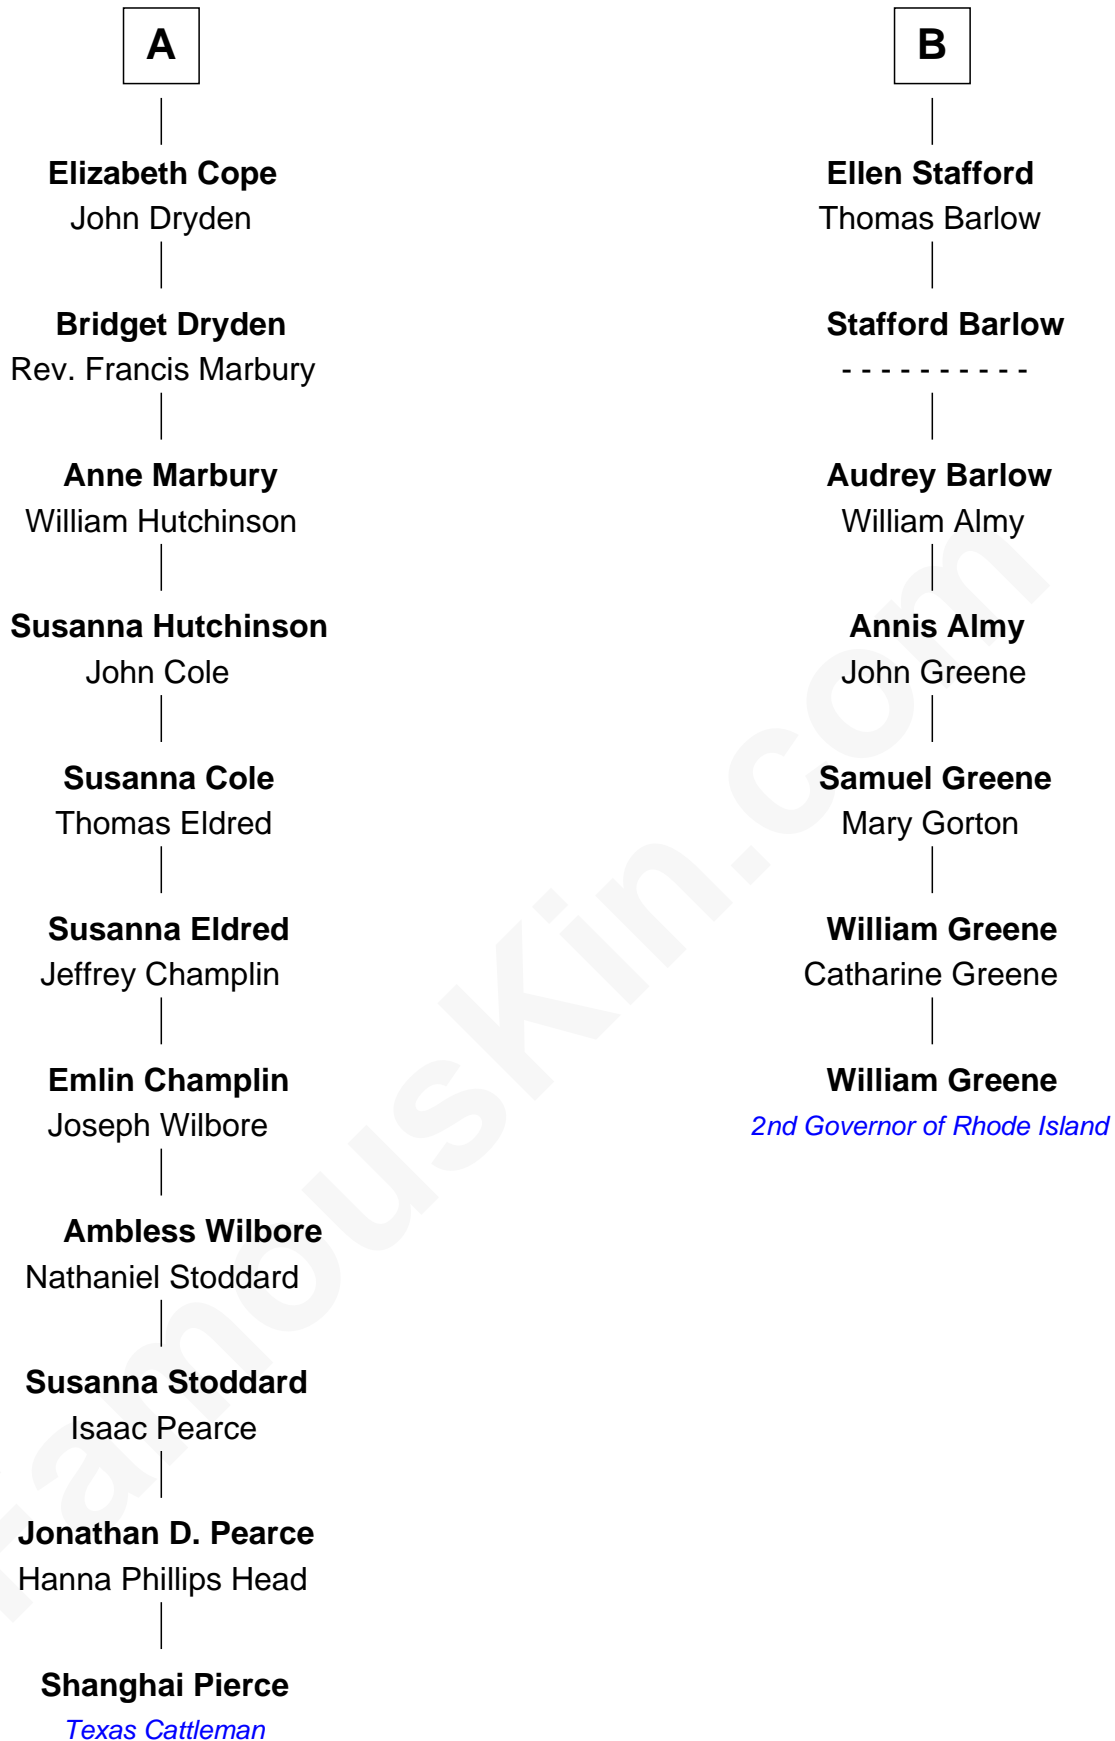 A
Elizabeth Cope
John Dryden
Bridget Dryden
Rev. Francis Marbury
Anne Marbury
William Hutchinson
Susanna Hutchinson
John Cole
Susanna Cole
Thomas Eldred
Susanna Eldred
Jeffrey Champlin
Emlin Champlin
Joseph Wilbore
Ambless Wilbore
Nathaniel Stoddard
Susanna Stoddard
Isaac Pearce
Jonathan D. Pearce
Hanna Phillips Head
Shanghai Pierce
Texas Cattleman
B
Ellen Stafford
Thomas Barlow
Stafford Barlow
- - - - - - - - - -
Audrey Barlow
William Almy
Annis Almy
John Greene
Samuel Greene
Mary Gorton
William Greene
Catharine Greene
William Greene
2nd Governor of Rhode Island
FamousKin.com